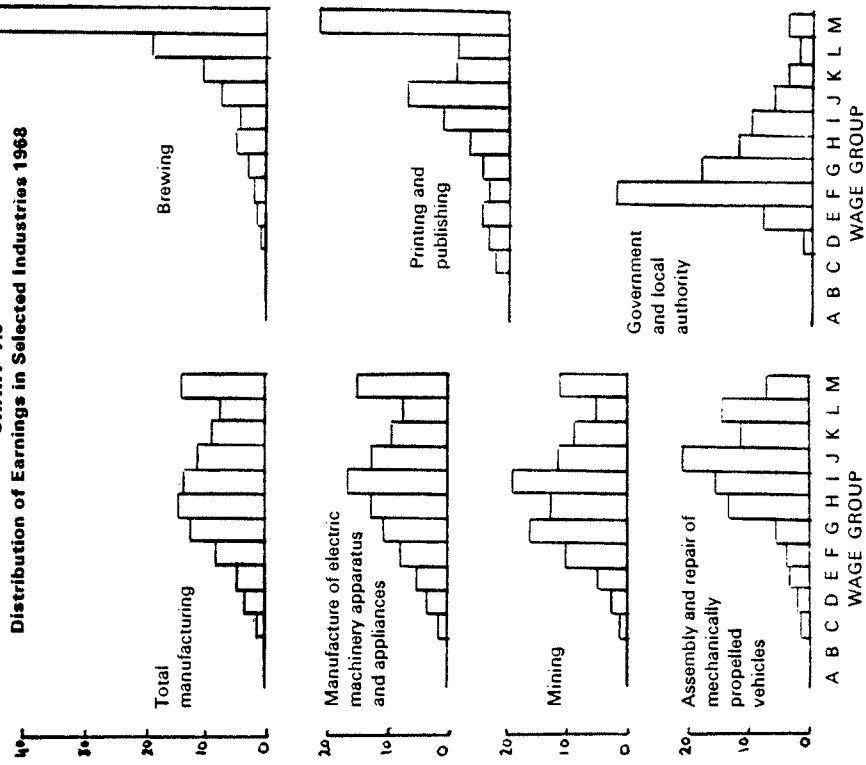 Distribution of Earnings in Selected Industries 1968
40
30
20
10
0
Total
manufacturing
Brewing
20
10
0
Manufacture of electric
machinery apparatus
and appliances
Printing and
publishing
20
10
0
Mining
Government
and local
authority
20
10
0
Assembly and repair of
mechanically
propelled
vehicles
A B C D E F G H I J K L M
WAGE GROUP
A B C D E F G H I J K L M
WAGE GROUP